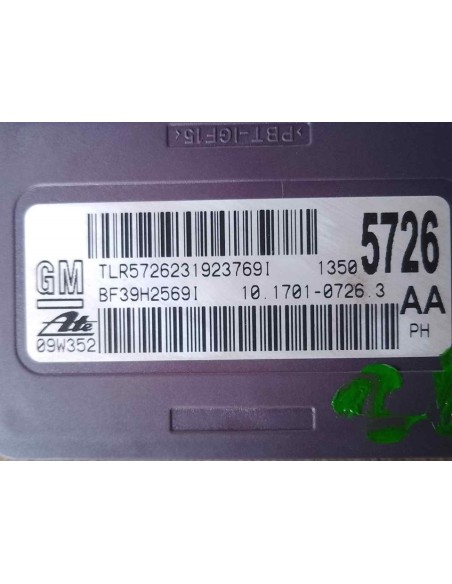 >PBT-IGF15<
TLR5726231923769I 1350 5726
GM
BF39H2569I 10.1701-0726.3 AA
Ate
09W352 PH